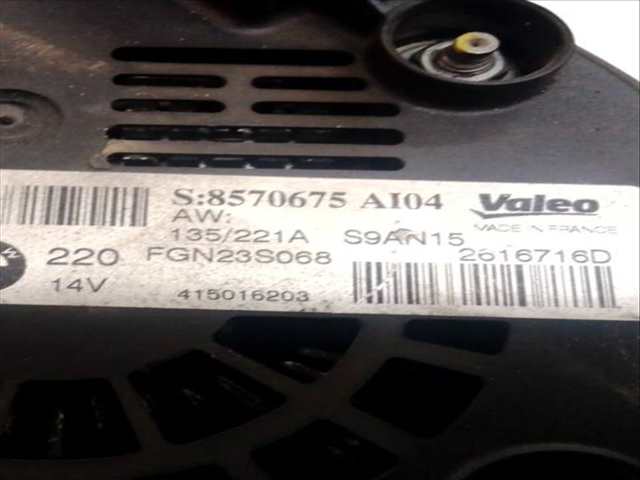 S:8570675 AI04 Valeo
AW: MADE IN FRANCE
135/221A S9AN15
220 FGN23S068 2616716D
14V 415016203